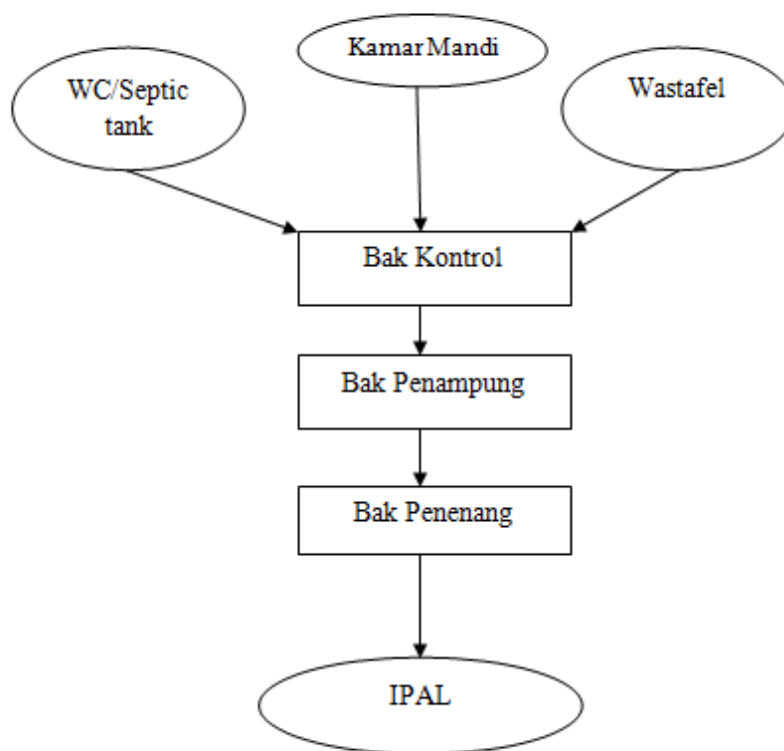 Kamar Mandi
WC/Septic
tank
Wastafel
Bak Kontrol
Bak Penampung
Bak Penenang
IPAL